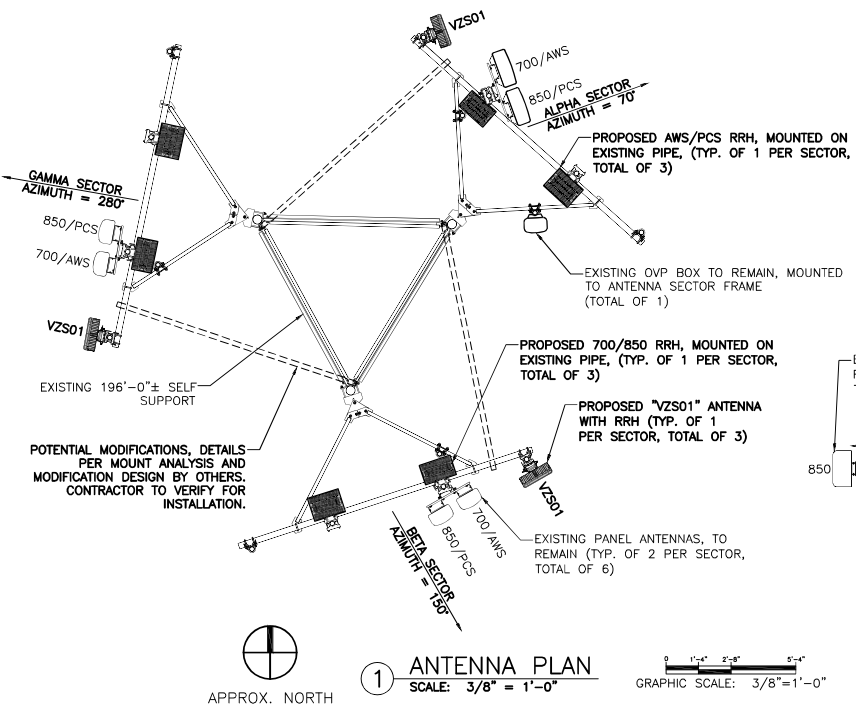 VZS01
700/AWS
850/PCS
ALPHA SECTOR
AZIMUTH = 70°
PROPOSED AWS/PCS RRH, MOUNTED ON
EXISTING PIPE, (TYP. OF 1 PER SECTOR,
TOTAL OF 3)
GAMMA SECTOR
AZIMUTH = 280°
850/PCS
700/AWS
VZS01
EXISTING OVP BOX TO REMAIN, MOUNTED
TO ANTENNA SECTOR FRAME
(TOTAL OF 1)
EXISTING 196'-0"± SELF
SUPPORT
PROPOSED 700/850 RRH, MOUNTED ON
EXISTING PIPE, (TYP. OF 1 PER SECTOR,
TOTAL OF 3)
PROPOSED "VZS01" ANTENNA
WITH RRH (TYP. OF 1
PER SECTOR, TOTAL OF 3)
POTENTIAL MODIFICATIONS, DETAILS
PER MOUNT ANALYSIS AND
MODIFICATION DESIGN BY OTHERS.
CONTRACTOR TO VERIFY FOR
INSTALLATION.
850
VZS01
700/AWS
850/PCS
BETA SECTOR
AZIMUTH = 150°
EXISTING PANEL ANTENNAS, TO
REMAIN (TYP. OF 2 PER SECTOR,
TOTAL OF 6)
APPROX. NORTH
1
ANTENNA PLAN
SCALE: 3/8" = 1'-0"
0 1'-4" 2'-8" 5'-4"
GRAPHIC SCALE: 3/8"=1'-0"